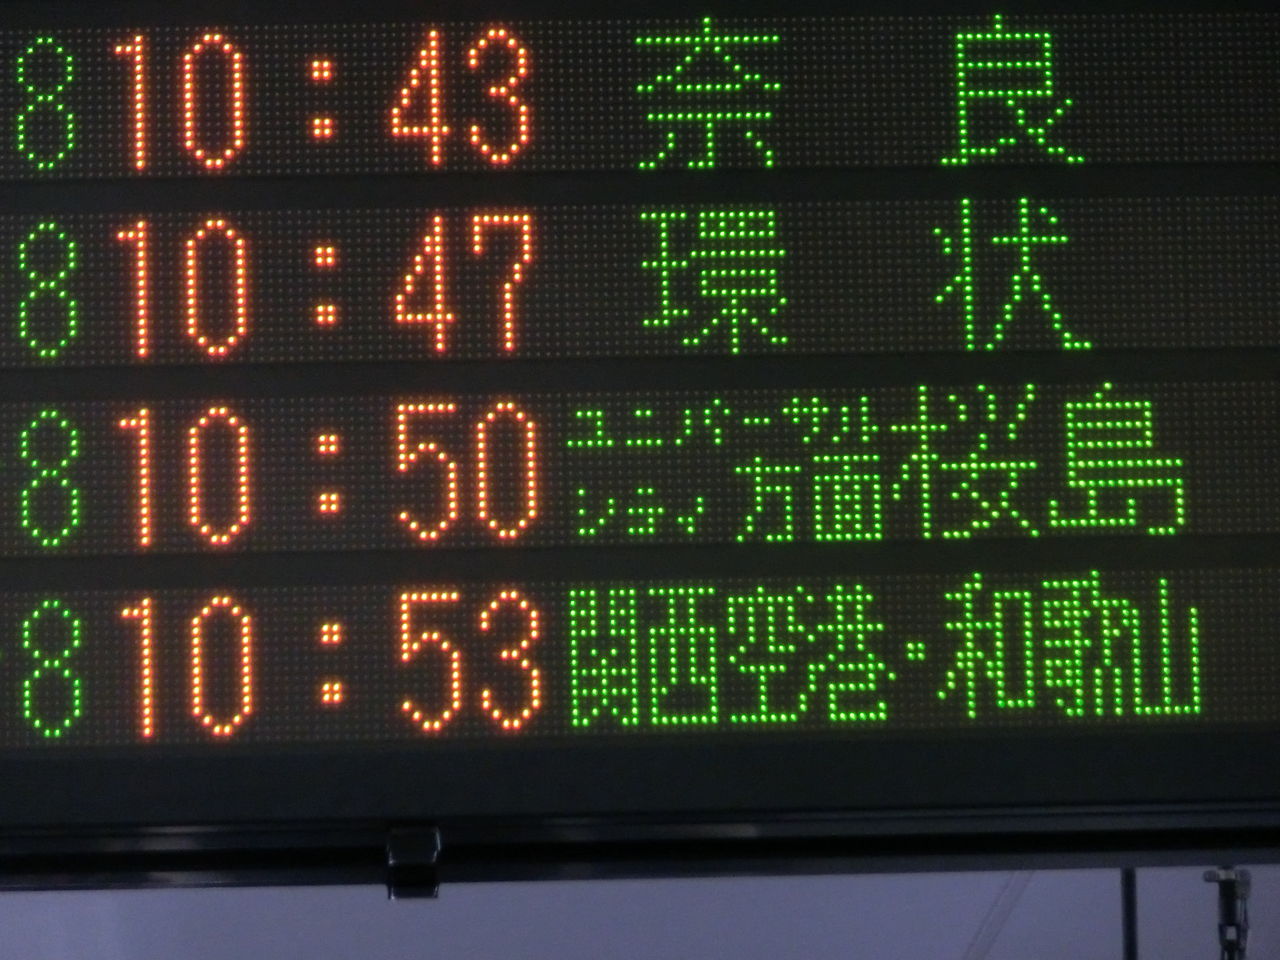 8 10:43 奈良
8 10:47 環状
8 10:50 ユニバーサルシティ方面 桜島
8 10:53 関西空港・和歌山